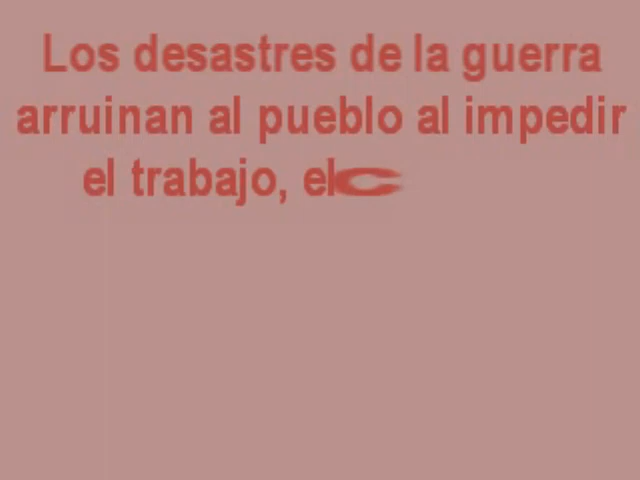 Los desastres de la guerra
arruinan al pueblo al impedir
el trabajo, el c